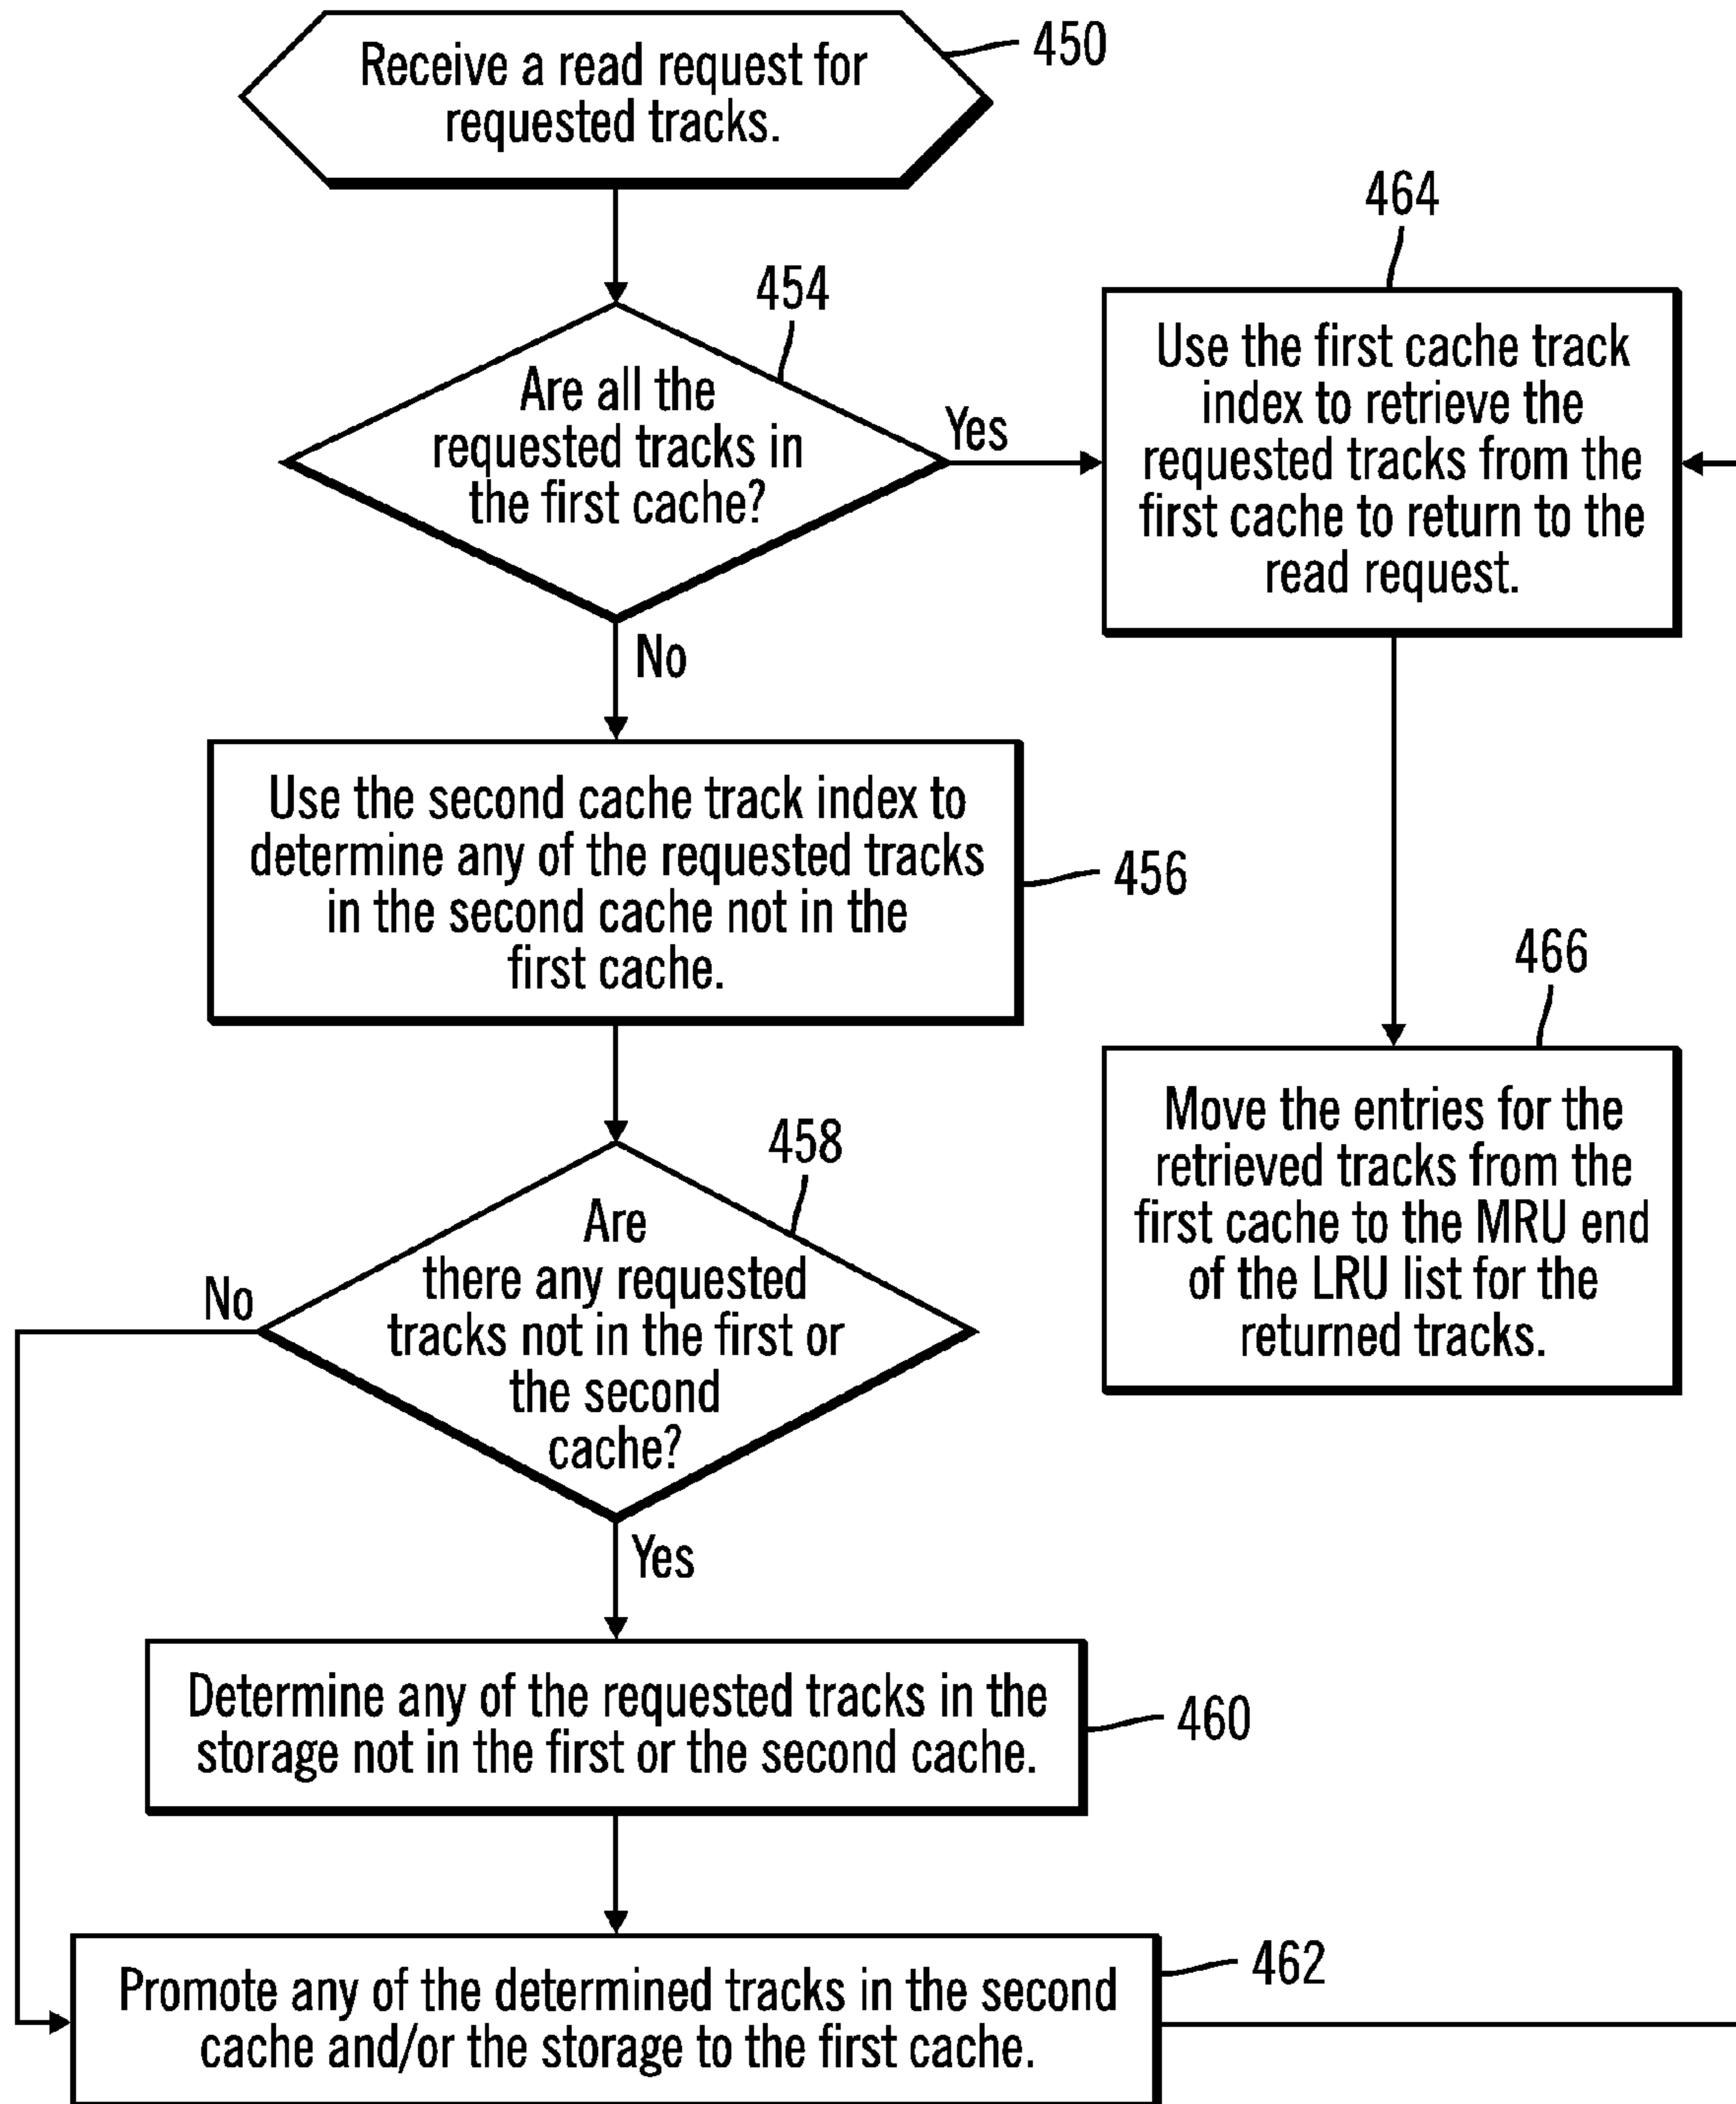 Receive a read request for
requested tracks.
450
454
Are all the
requested tracks in
the first cache?
Yes
No
464
Use the first cache track
index to retrieve the
requested tracks from the
first cache to return to the
read request.
Use the second cache track index to
determine any of the requested tracks
in the second cache not in the
first cache.
456
466
Move the entries for the
retrieved tracks from the
first cache to the MRU end
of the LRU list for the
returned tracks.
458
Are
there any requested
tracks not in the first or
the second
cache?
No
Yes
Determine any of the requested tracks in the
storage not in the first or the second cache.
460
Promote any of the determined tracks in the second
cache and/or the storage to the first cache.
462